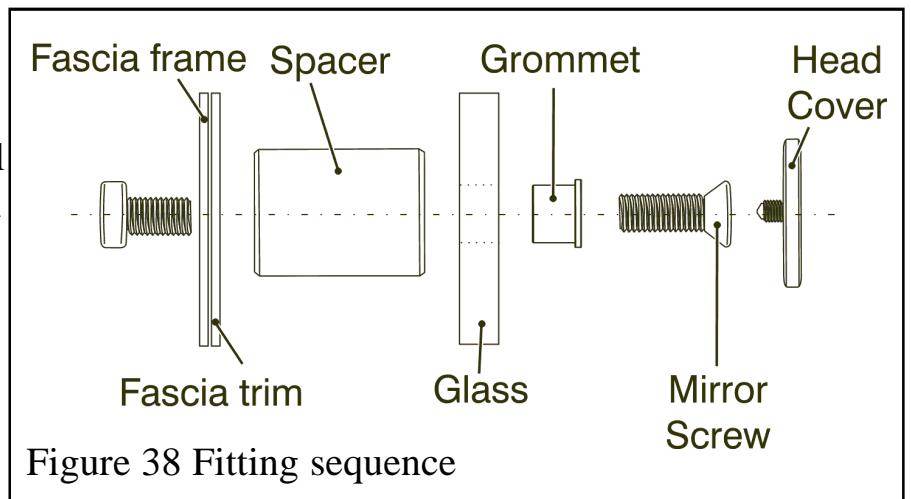 Fascia frame
Spacer
Grommet
Head
Cover
Fascia trim
Glass
Mirror
Screw
Figure 38 Fitting sequence